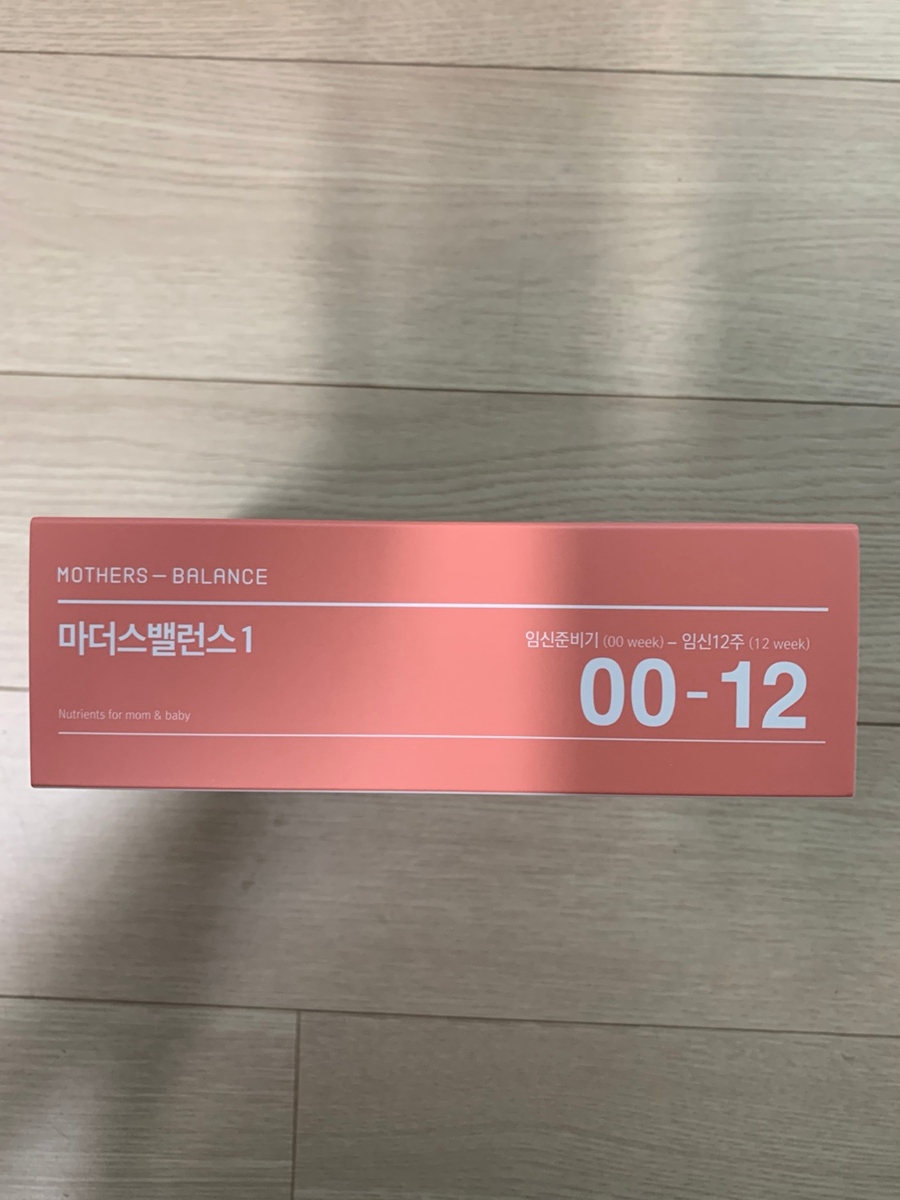 MOTHERS — BALANCE
마더스밸런스1
임신준비기 (00 week) – 임신12주 (12 week)
00-12
Nutrients for mom & baby